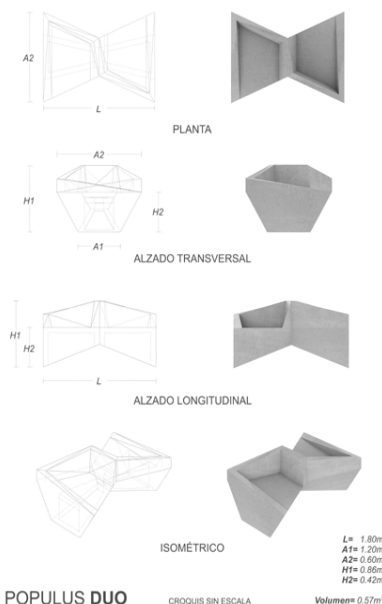 A2
L
PLANTA
A2
H1
H2
A1
ALZADO TRANSVERSAL
H1
H2
L
ALZADO LONGITUDINAL
ISOMÉTRICO
L= 1.80m
A1= 1.20m
A2= 0.60m
H1= 0.86m
H2= 0.42m
POPULUS DUO
CROQUIS SIN ESCALA
Volumen= 0.57m³